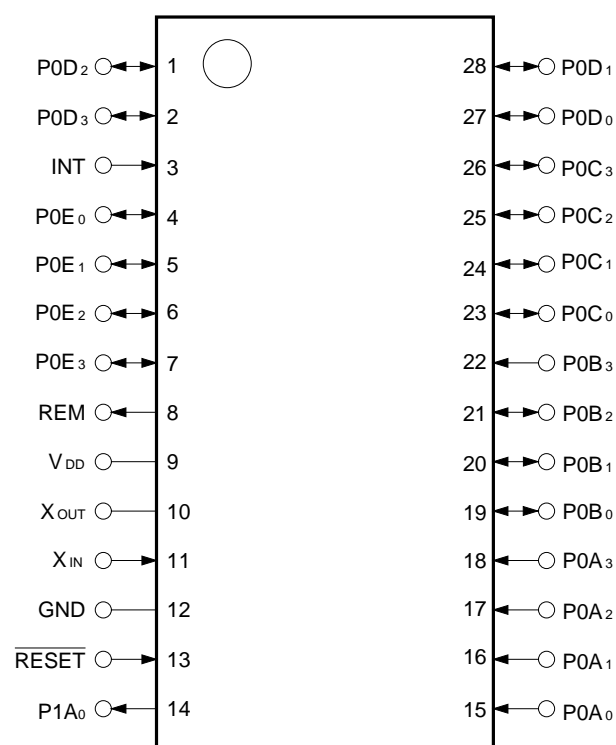 P0D2 1 28 P0D1
P0D3 2 27 P0D0
INT 3 26 P0C3
P0E0 4 25 P0C2
P0E1 5 24 P0C1
P0E2 6 23 P0C0
P0E3 7 22 P0B3
REM 8 21 P0B2
VDD 9 20 P0B1
XOUT 10 19 P0B0
XIN 11 18 P0A3
GND 12 17 P0A2
RESET 13 16 P0A1
P1A0 14 15 P0A0